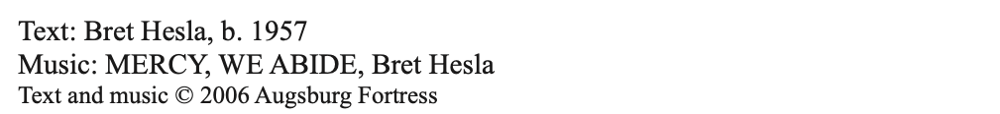 Text: Bret Hesla, b. 1957
Music: MERCY, WE ABIDE, Bret Hesla
Text and music © 2006 Augsburg Fortress